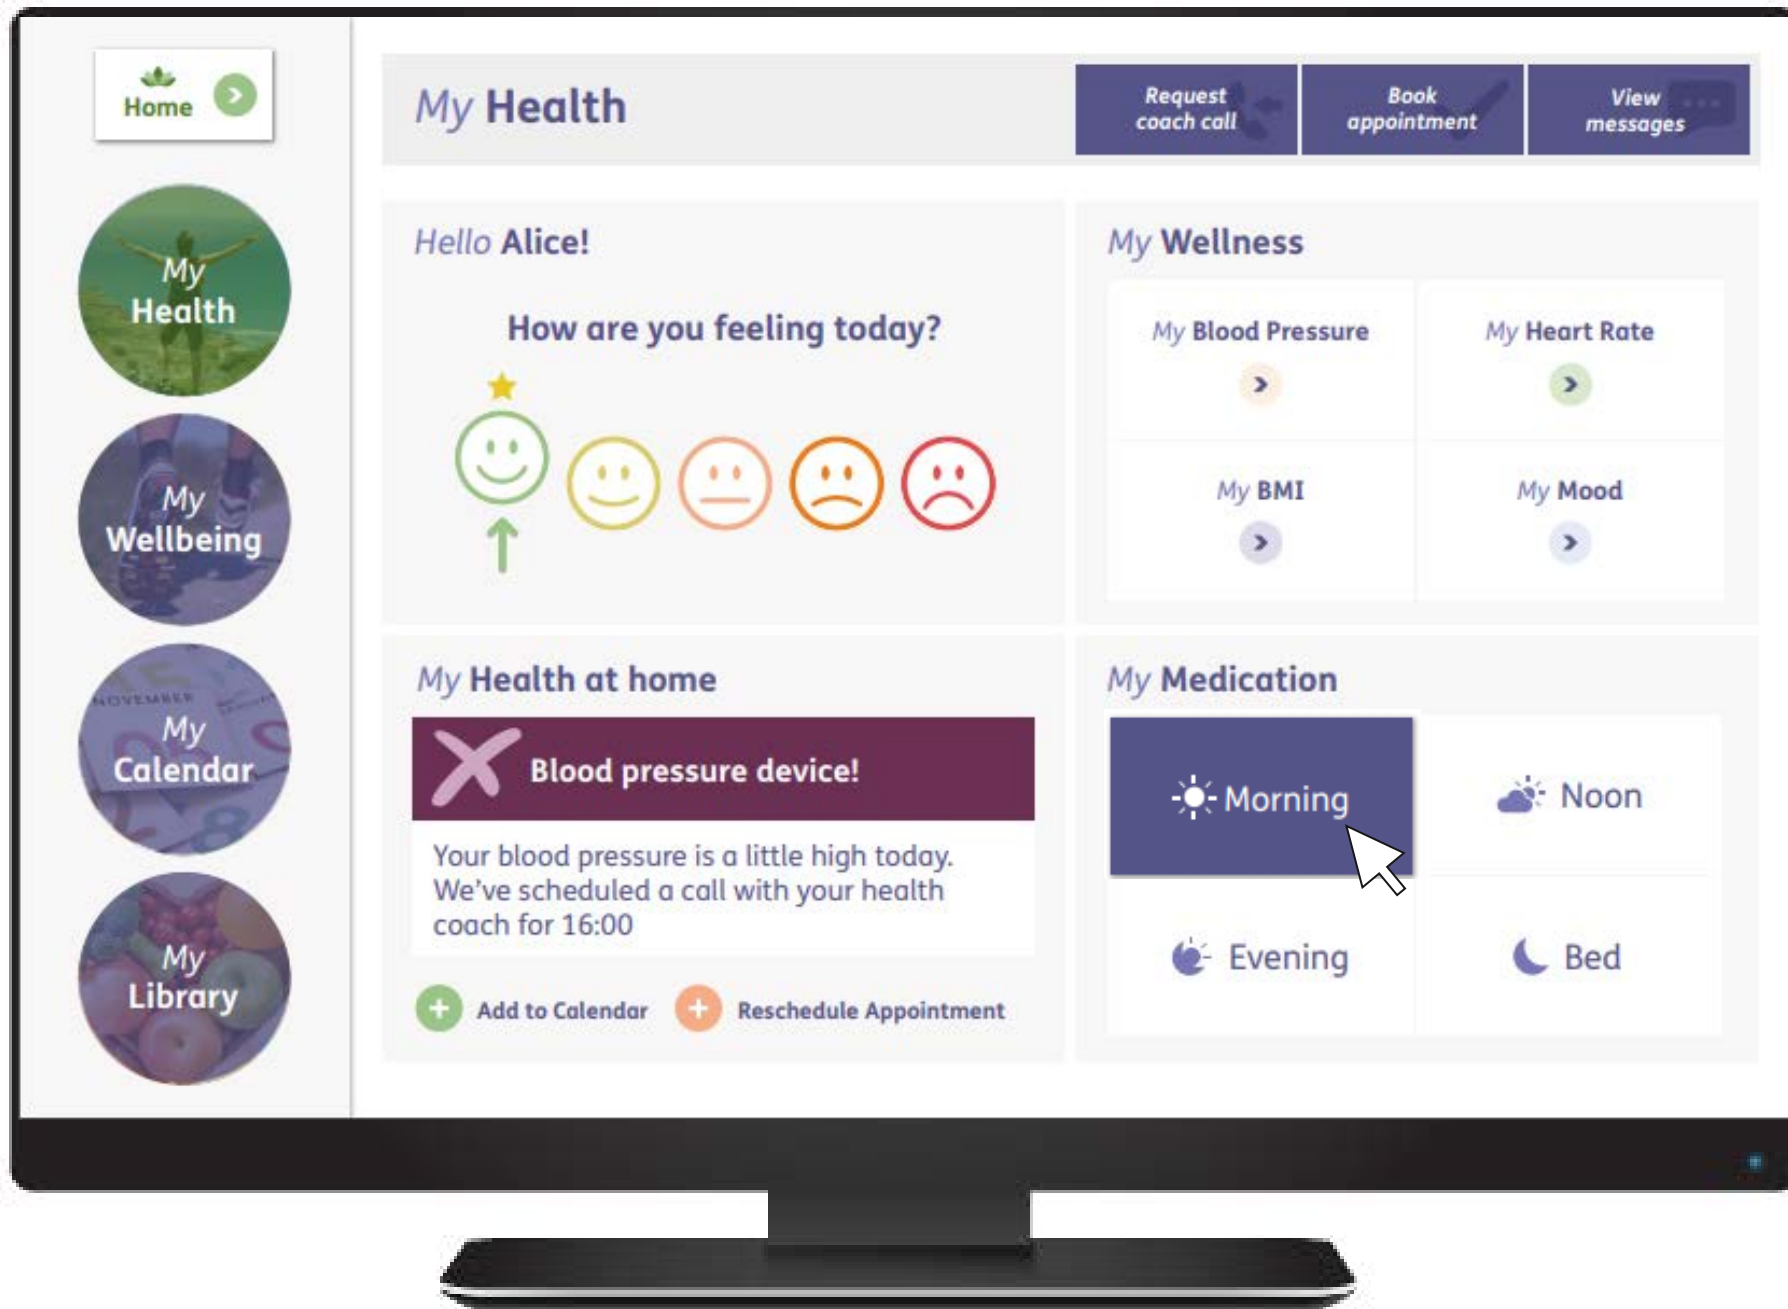 Home
My
Health
My
Wellbeing
NOVEMBER
My
Calendar
My
Library
My Health
Request
coach call
Book
appointment
View
messages
Hello Alice!
How are you feeling today?
My Wellness
My Blood Pressure
My Heart Rate
My BMI
My Mood
My Health at home
Blood pressure device!
Your blood pressure is a little high today.
We've scheduled a call with your health
coach for 16:00
Add to Calendar
Reschedule Appointment
My Medication
Morning
Noon
Evening
Bed